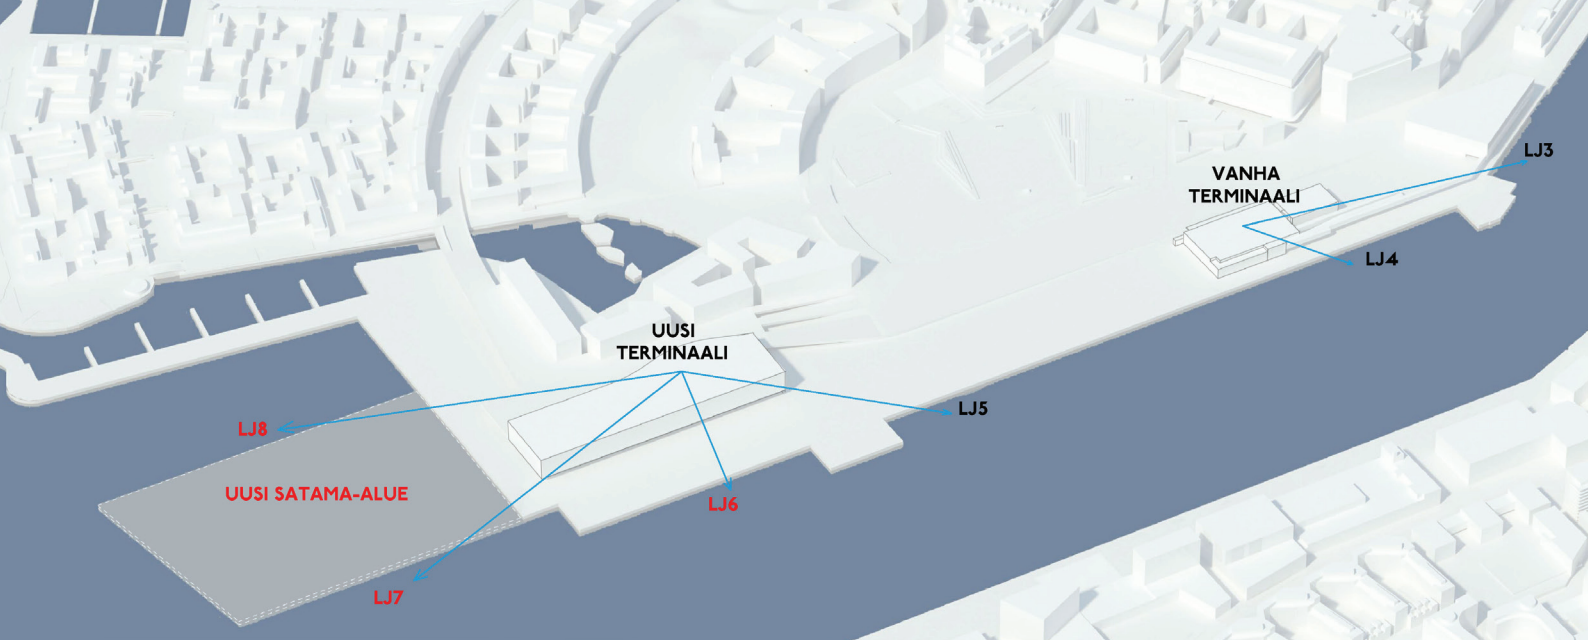 LJ3
VANHA
TERMINAALI
LJ4
UUSI
TERMINAALI
LJ5
LJ8
UUSI SATAMA-ALUE
LJ6
LJ7